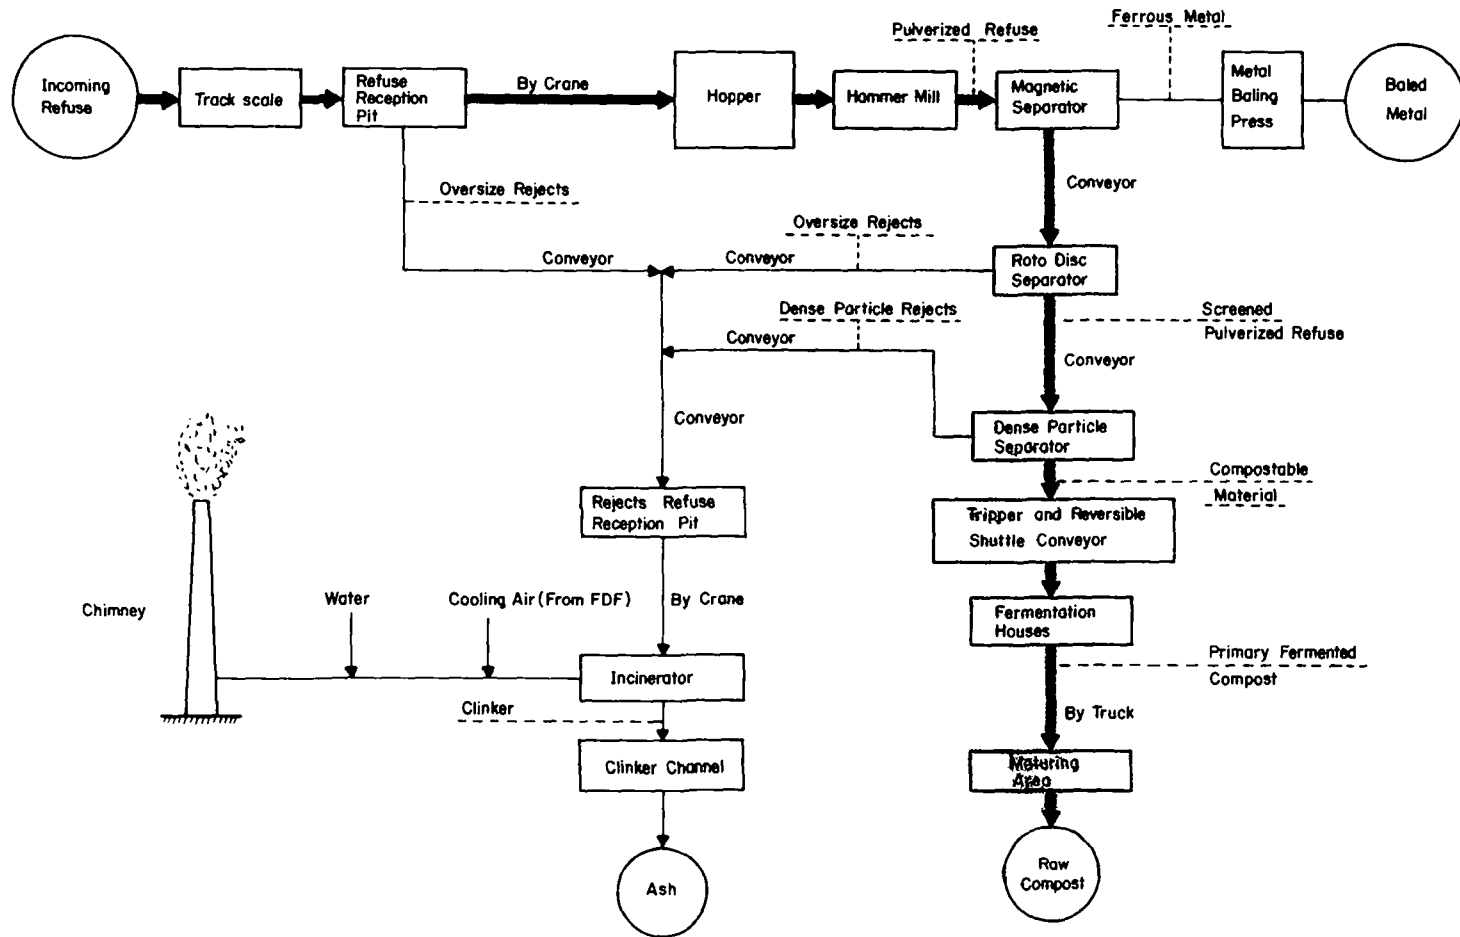 Pulverized Refuse
Ferrous Metal
Incoming
Refuse
Track scale
Refuse
Reception
Pit
By Crane
Hopper
Hammer Mill
Magnetic
Separator
Metal
Baling
Press
Baled
Metal
Oversize Rejects
Conveyor
Oversize Rejects
Conveyor
Conveyor
Roto Disc
Separator
Dense Particle Rejects
Conveyor
Screened
Pulverized Refuse
Conveyor
Conveyor
Dense Particle
Separator
Compostable
Material
Rejects Refuse
Reception Pit
Tripper and Reversible
Shuttle Conveyor
Chimney
Water
Cooling Air (From FDF)
By Crane
Fermentation
Houses
Primary Fermented
Compost
Incinerator
Clinker
By Truck
Clinker Channel
Maturing
Area
Ash
Raw
Compost